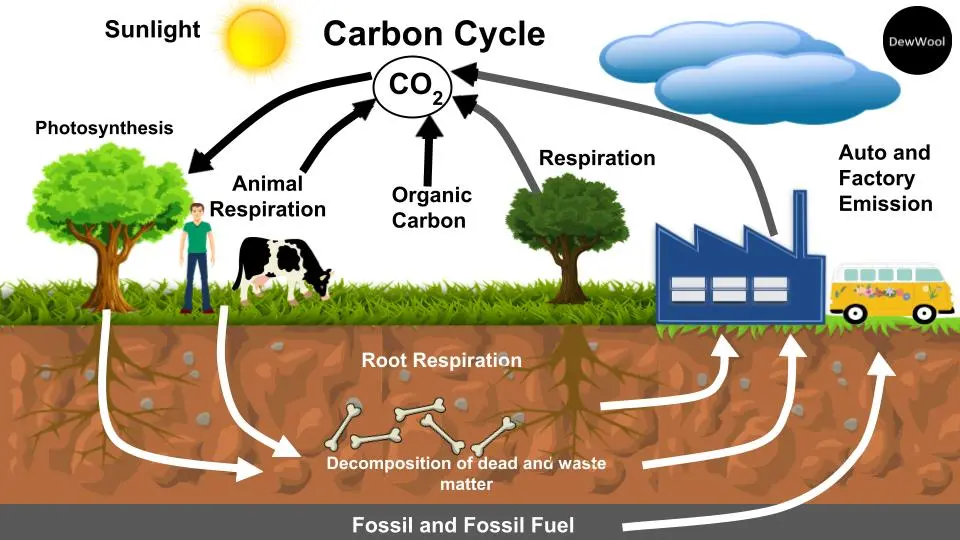 Sunlight
Carbon Cycle
DewWool
CO2
Photosynthesis
Animal
Respiration
Organic
Carbon
Respiration
Auto and
Factory
Emission
Root Respiration
Decomposition of dead and waste
matter
Fossil and Fossil Fuel